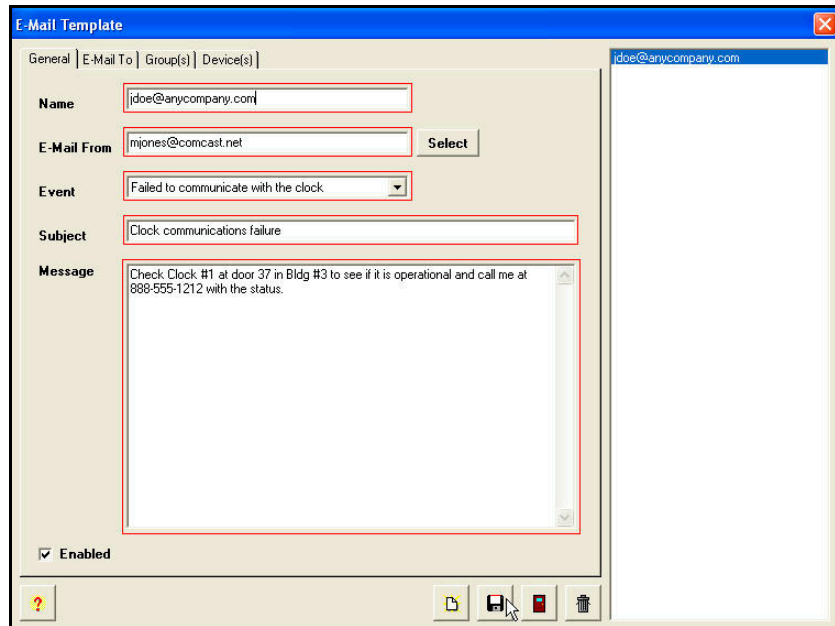 E-Mail Template
General E-Mail To Group(s) Device(s)
jdoe@anycompany.com
Name jdoe@anycompany.com
E-Mail From mjones@comcast.net Select
Event Failed to communicate with the clock
Subject Clock communications failure
Message Check Clock #1 at door 37 in Bldg #3 to see if it is operational and call me at
888-555-1212 with the status.
Enabled
?